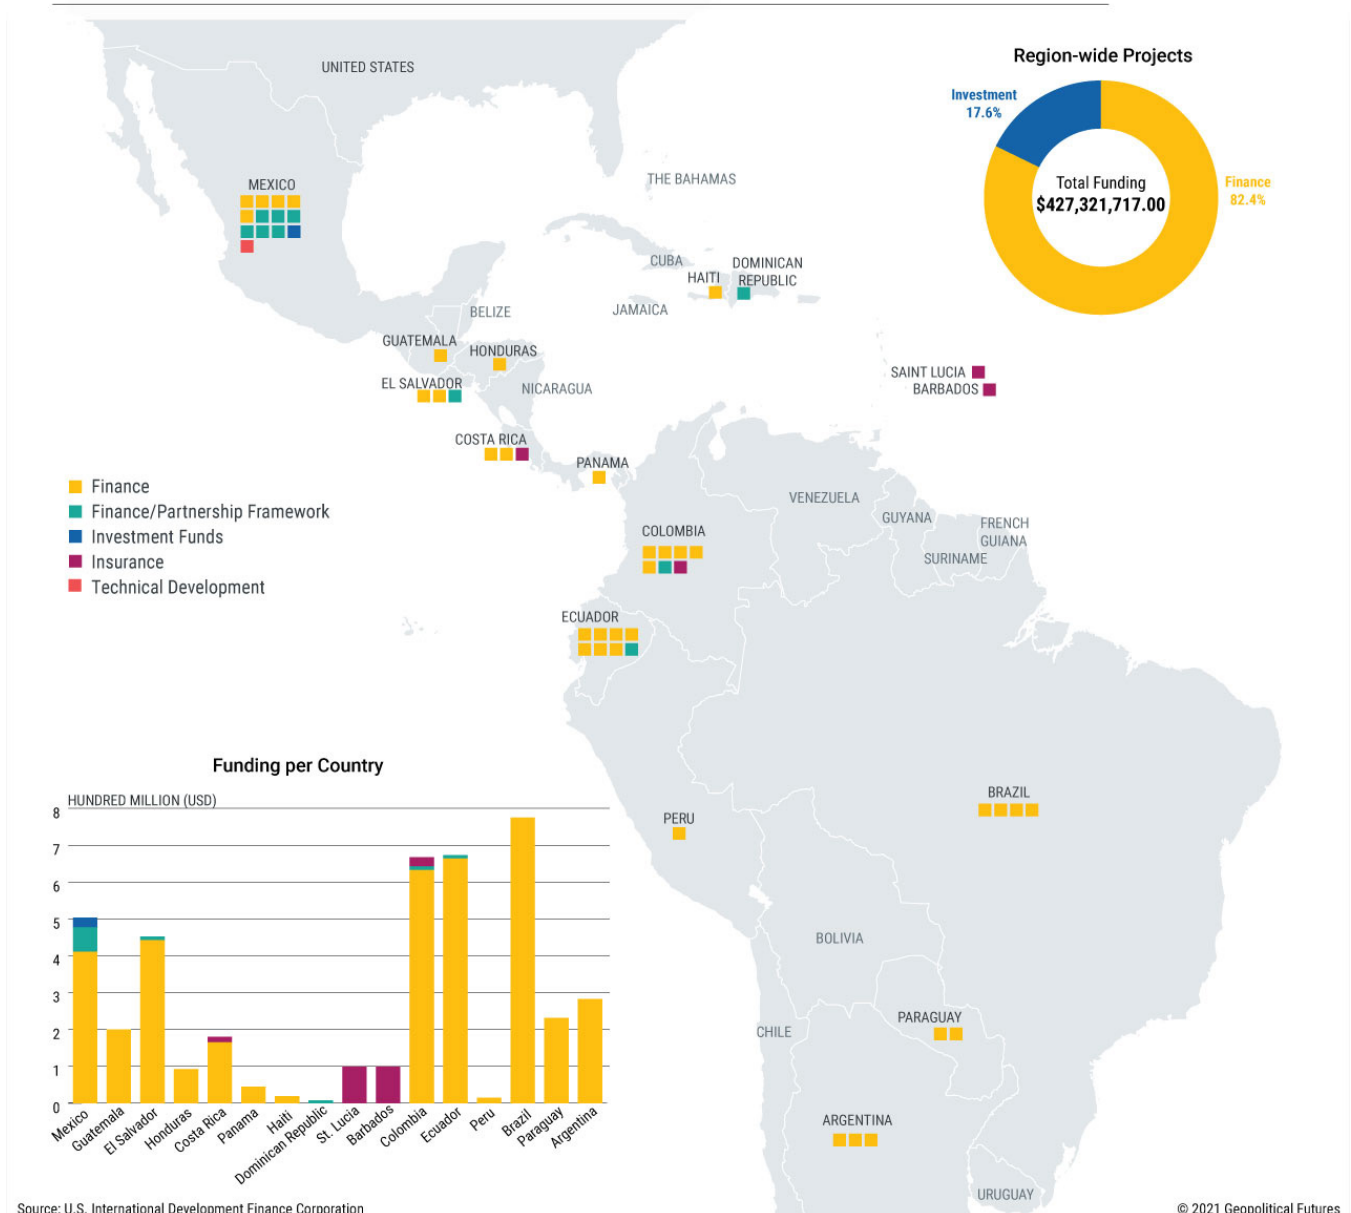 Region-wide Projects
Investment
17.6%
Total Funding
$427,321,717.00
Finance
82.4%
UNITED STATES
MEXICO
THE BAHAMAS
CUBA
HAITI
DOMINICAN
REPUBLIC
JAMAICA
BELIZE
GUATEMALA
HONDURAS
EL SALVADOR
NICARAGUA
SAINT LUCIA
BARBADOS
COSTA RICA
PANAMA
VENEZUELA
GUYANA
FRENCH
GUIANA
SURINAME
COLOMBIA
ECUADOR
PERU
BRAZIL
BOLIVIA
PARAGUAY
CHILE
ARGENTINA
URUGUAY
Finance
Finance/Partnership Framework
Investment Funds
Insurance
Technical Development
Funding per Country
HUNDRED MILLION (USD)
8
7
6
5
4
3
2
1
0
Mexico
Guatemala
El Salvador
Honduras
Costa Rica
Panama
Haiti
Dominican Republic
St. Lucia
Barbados
Colombia
Ecuador
Peru
Brazil
Paraguay
Argentina
Source: U.S. International Development Finance Corporation
© 2021 Geopolitical Futures